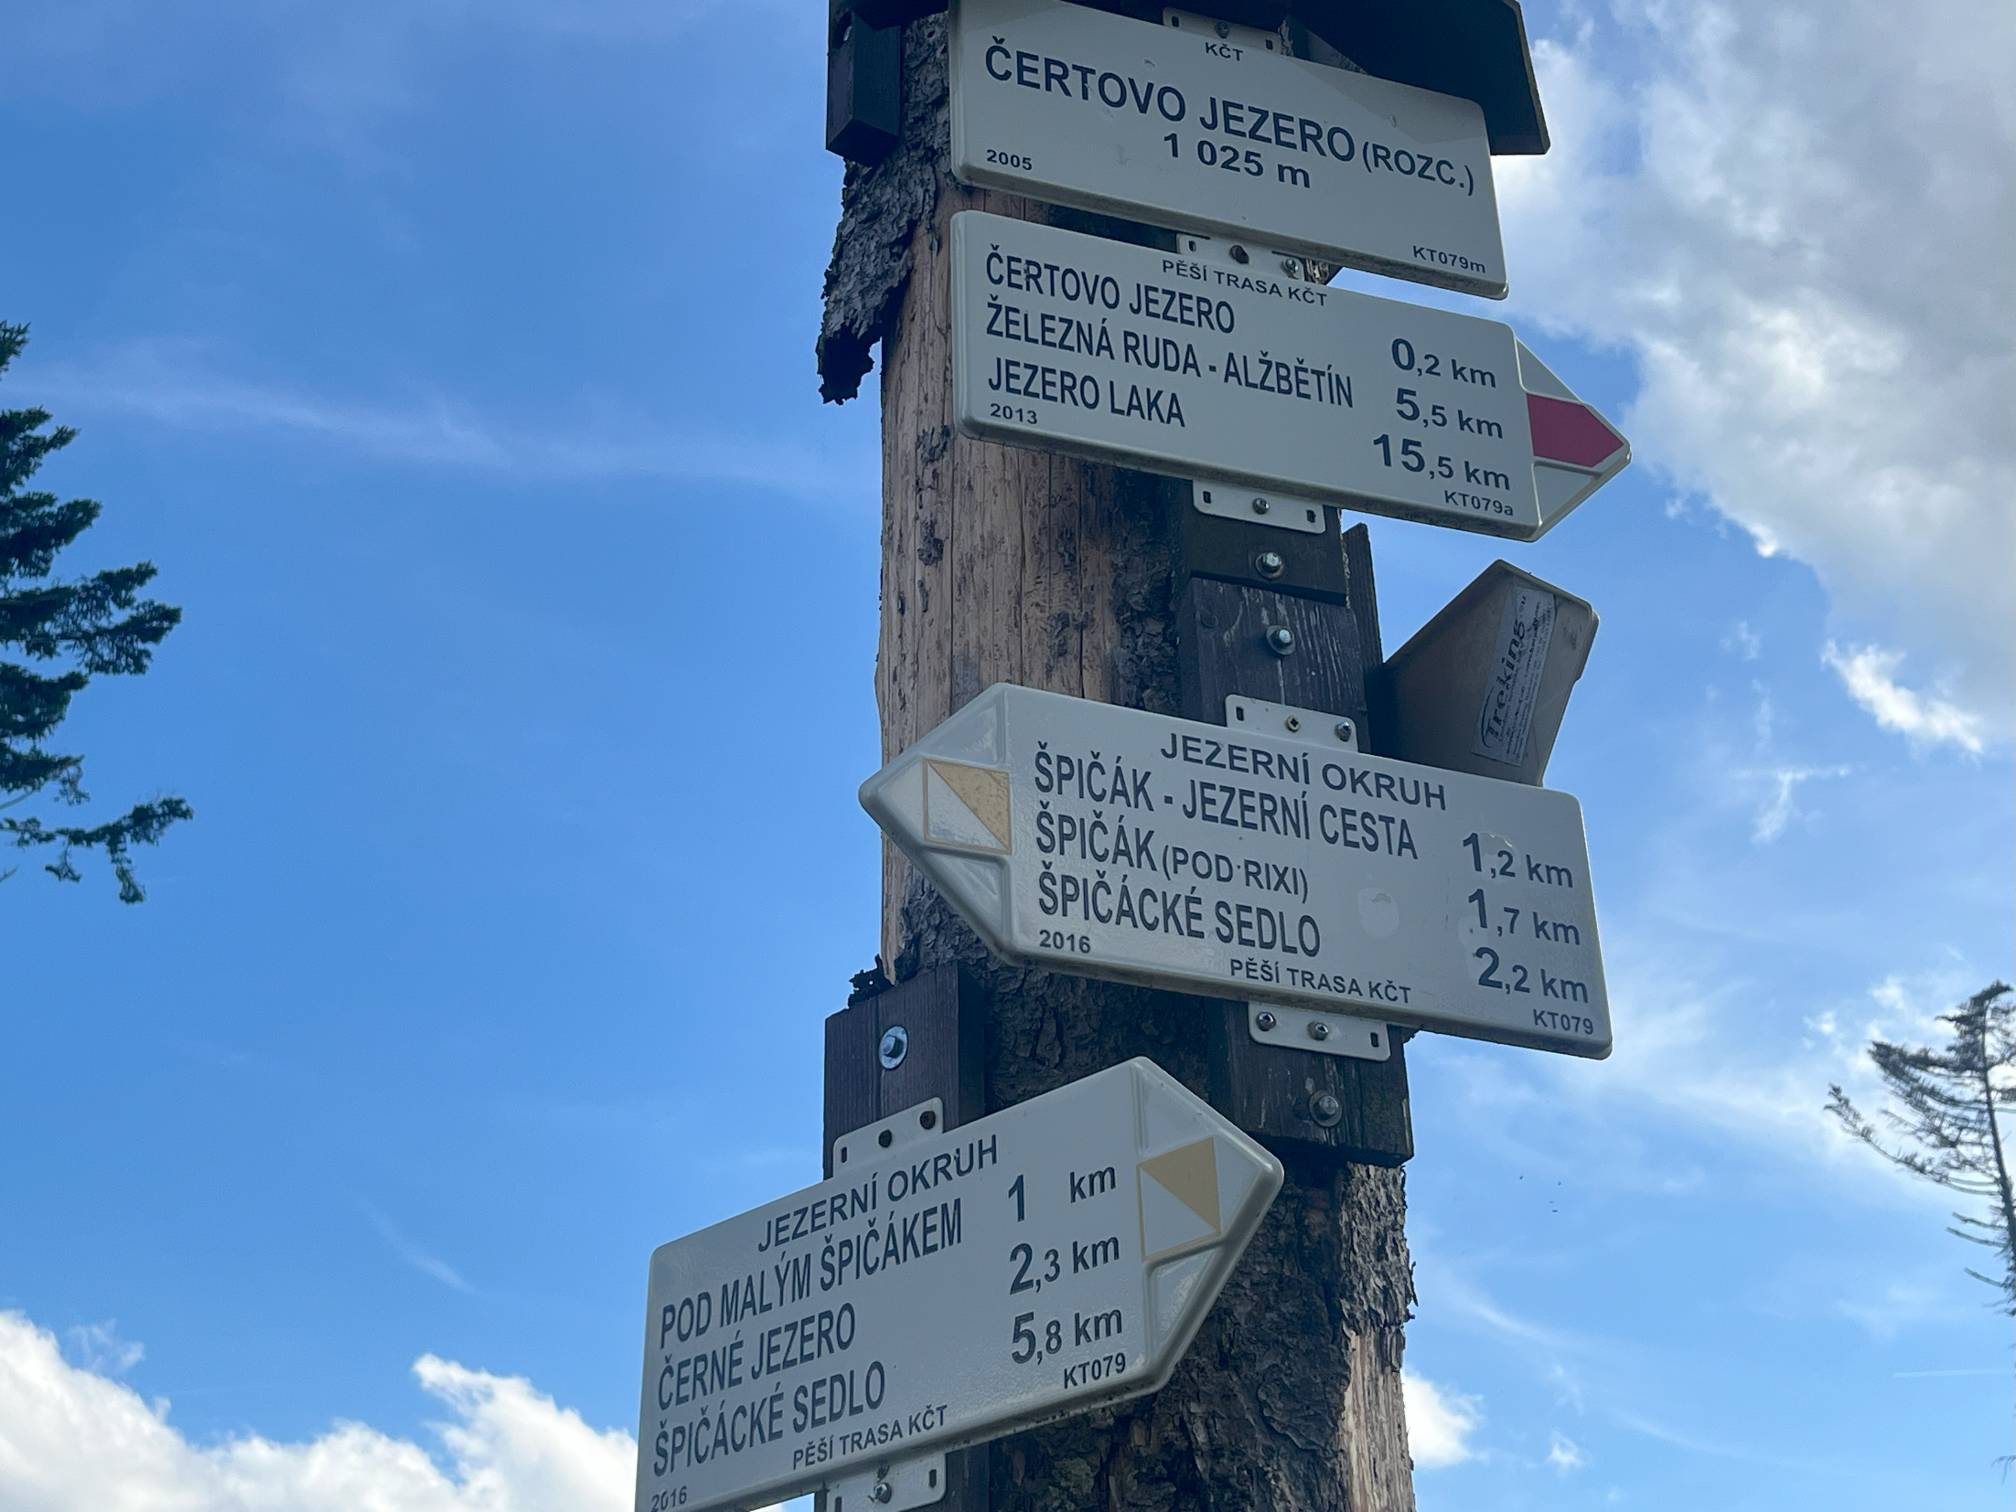 KČT
ČERTOVO JEZERO (ROZC.)
1 025 m
2005
KT079m
PĚŠÍ TRASA KČT
ČERTOVO JEZERO 0,2 km
ŽELEZNÁ RUDA - ALŽBĚTÍN 5,5 km
JEZERO LAKA 15,5 km
2013 KT079a
Treking
JEZERNÍ OKRUH
ŠPIČÁK - JEZERNÍ CESTA 1,2 km
ŠPIČÁK (POD RIXI) 1,7 km
ŠPIČÁCKÉ SEDLO 2,2 km
2016 PĚŠÍ TRASA KČT KT079
JEZERNÍ OKRUH
POD MALÝM ŠPIČÁKEM 1 km
ČERNÉ JEZERO 2,3 km
ŠPIČÁCKÉ SEDLO 5,8 km
2016 PĚŠÍ TRASA KČT KT079